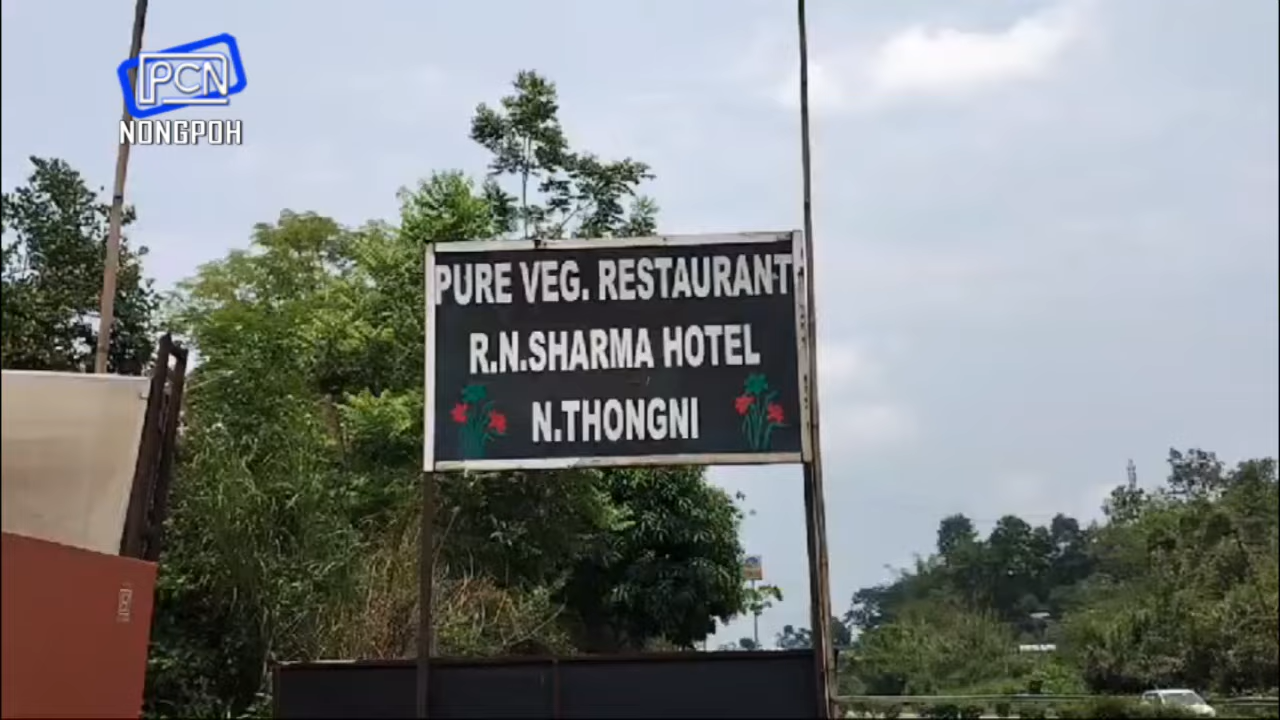 PCN
NONGPOH
PURE VEG. RESTAURANT
R.N.SHARMA HOTEL
N.THONGNI